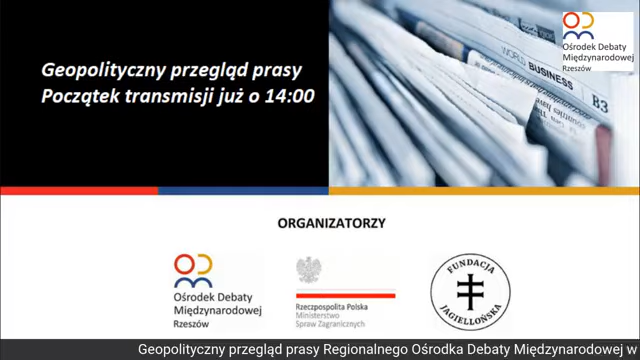 Geopolityczny przegląd prasy
Początek transmisji już o 14:00
WORLD BUSINESS
B3
Ośrodek Debaty
Międzynarodowej
Rzeszów
ORGANIZATORZY
Ośrodek Debaty
Międzynarodowej
Rzeszów
Rzeczpospolita Polska
Ministerstwo
Spraw Zagranicznych
FUNDACJA
JAGIELLOŃSKA
Geopolityczny przegląd prasy Regionalnego Ośrodka Debaty Międzynarodowej w